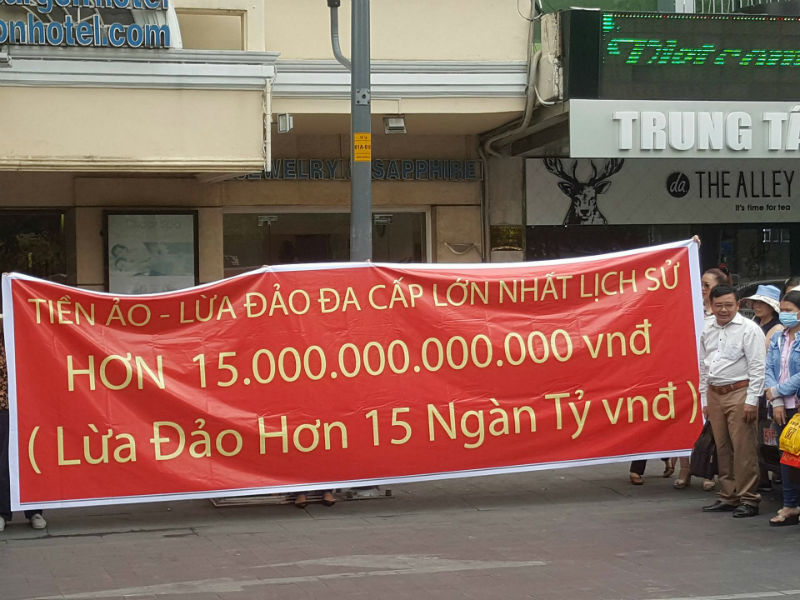 onhotel.com
JEWELRY & SAPPHIRE
TRUNG
da THE ALLEY
It's time for tea
TIỀN ẢO - LỪA ĐẢO ĐA CẤP LỚN NHẤT LỊCH SỬ
HƠN 15.000.000.000.000 vnđ
( Lừa Đảo Hơn 15 Ngàn Tỷ vnđ )